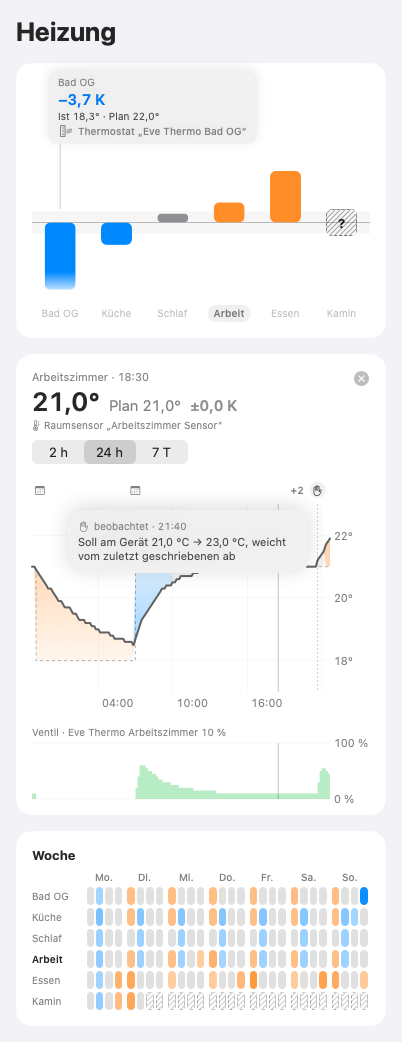 Heizung
Bad OG
−3,7 K
Ist 18,3° · Plan 22,0°
Thermostat „Eve Thermo Bad OG“
?
Bad OG Küche Schlaf Arbeit Essen Kamin
Arbeitszimmer · 18:30
21,0° Plan 21,0° ±0,0 K
Raumsensor „Arbeitszimmer Sensor“
2 h 24 h 7 T
+2
beobachtet · 21:40
Soll am Gerät 21,0 °C → 23,0 °C, weicht
vom zuletzt geschriebenen ab
22°
20°
18°
04:00 10:00 16:00
Ventil · Eve Thermo Arbeitszimmer 10 %
100 %
0 %
Woche
Mo. Di. Mi. Do. Fr. Sa. So.
Bad OG
Küche
Schlaf
Arbeit
Essen
Kamin